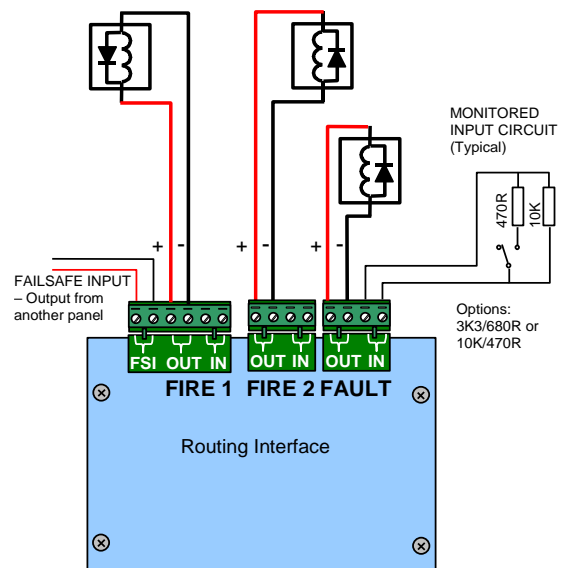 MONITORED
INPUT CIRCUIT
(Typical)
470R
10K
+ - + - + -
FAILSAFE INPUT
– Output from
another panel
Options:
3K3/680R or
10K/470R
FSI OUT IN OUT IN OUT IN
FIRE 1 FIRE 2 FAULT
Routing Interface